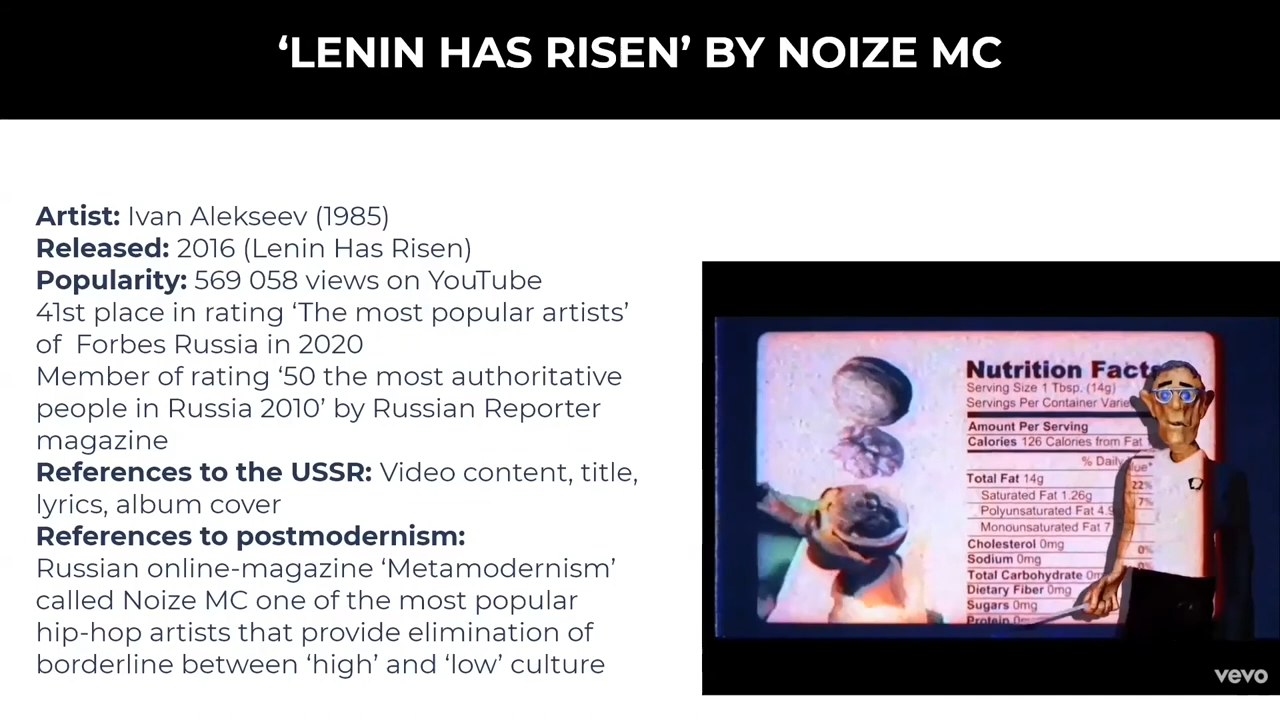 ‘LENIN HAS RISEN’ BY NOIZE MC
Artist: Ivan Alekseev (1985)
Released: 2016 (Lenin Has Risen)
Popularity: 569 058 views on YouTube
41st place in rating ‘The most popular artists’
of Forbes Russia in 2020
Member of rating ‘50 the most authoritative
people in Russia 2010’ by Russian Reporter
magazine
References to the USSR: Video content, title,
lyrics, album cover
References to postmodernism:
Russian online-magazine ‘Metamodernism’
called Noize MC one of the most popular
hip-hop artists that provide elimination of
borderline between ‘high’ and ‘low’ culture
Nutrition Facts
Serving Size 1 Tbsp. (14g)
Servings Per Container
Amount Per Serving
Calories 126 Calories from Fat
% Daily
Total Fat 14g
22%
Saturated Fat 1.26g
7%
Polyunsaturated Fat
Monounsaturated Fat 7
Cholesterol 0mg
0%
Sodium 0mg
0%
Total Carbohydrate
Dietary Fiber 0mg
Sugars 0mg
Protein
vevo